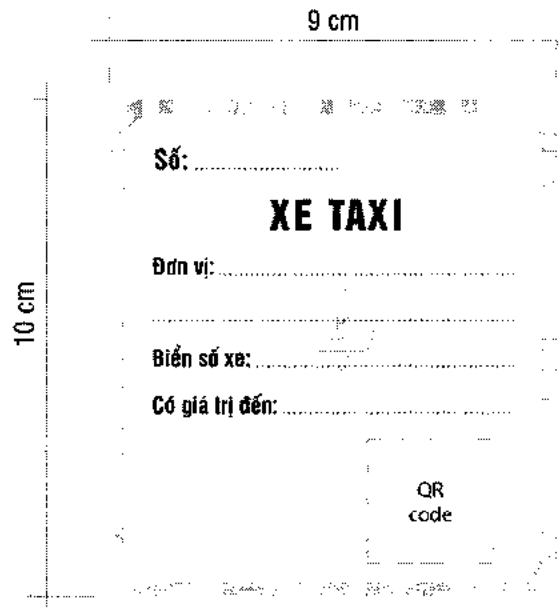 9 cm
10 cm
Số: ........................
XE TAXI
Đơn vị: ................................................
................................................................
Biển số xe: ..........................................
Có giá trị đến: .....................................
QR
code